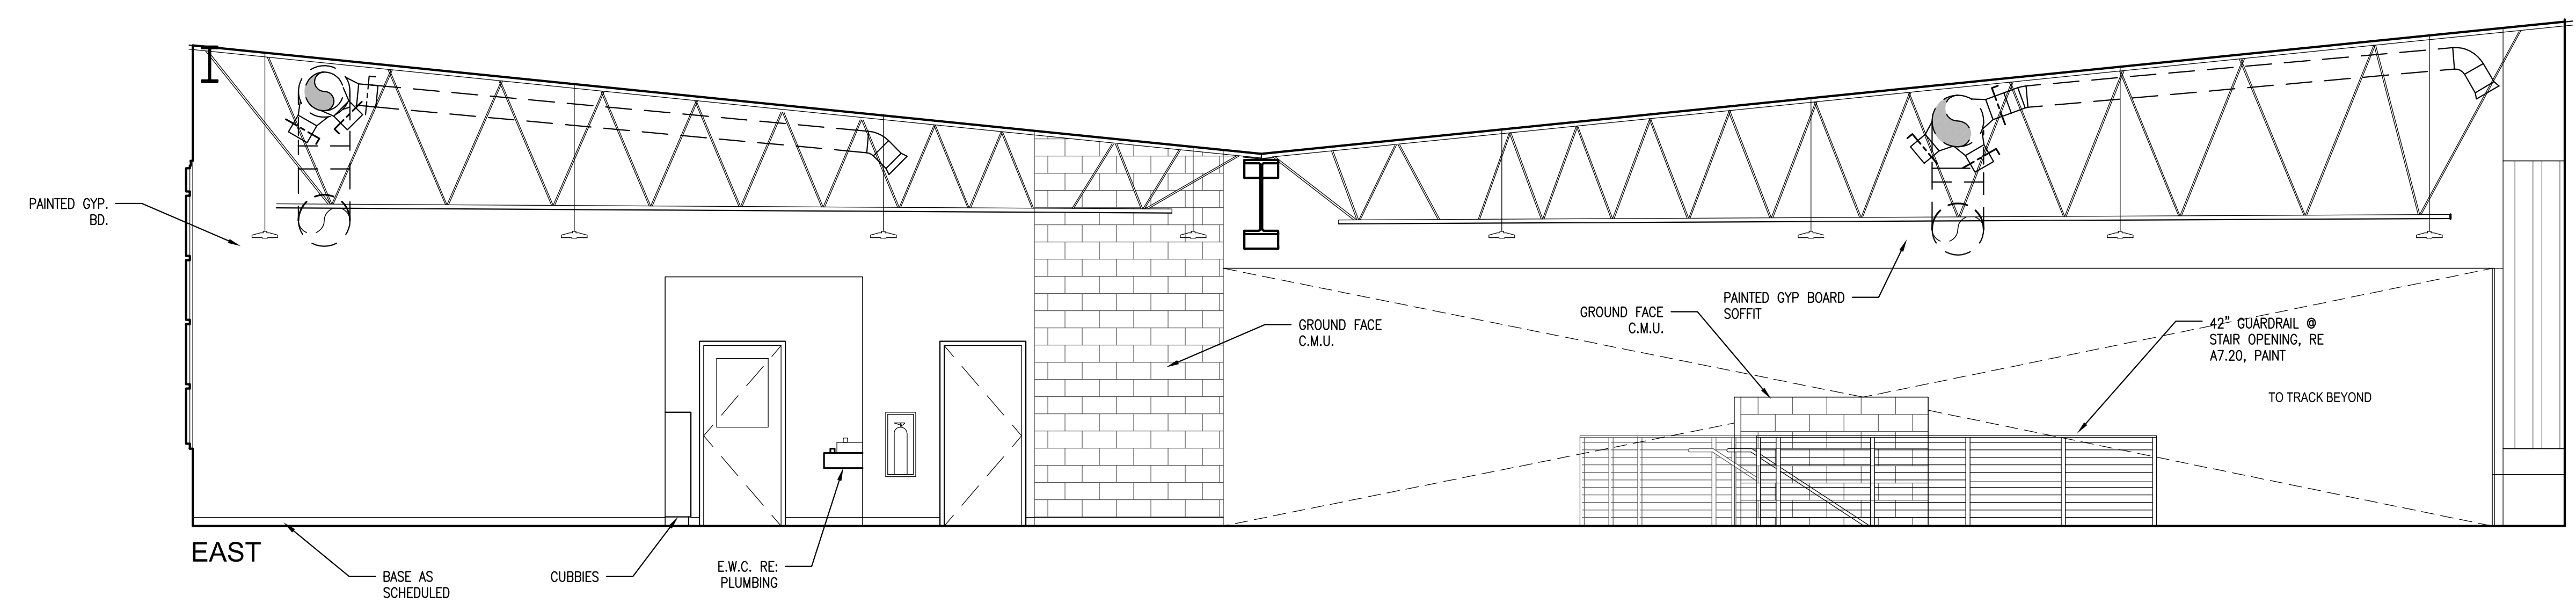 PAINTED GYP.
BD.
GROUND FACE
C.M.U.
GROUND FACE
C.M.U.
PAINTED GYP BOARD
SOFFIT
42" GUARDRAIL @
STAIR OPENING, RE
A7.20, PAINT
TO TRACK BEYOND
EAST
BASE AS
SCHEDULED
CUBBIES
E.W.C. RE:
PLUMBING